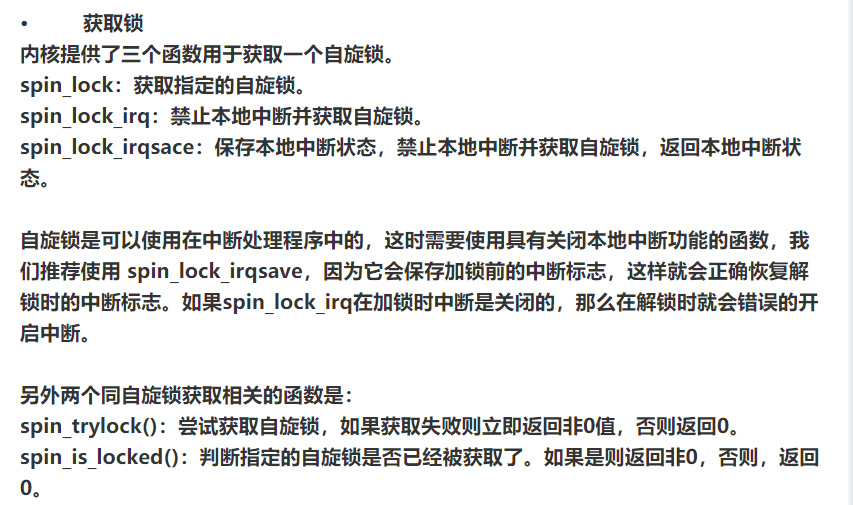 • 获取锁
内核提供了三个函数用于获取一个自旋锁。
spin_lock：获取指定的自旋锁。
spin_lock_irq：禁止本地中断并获取自旋锁。
spin_lock_irqsace：保存本地中断状态，禁止本地中断并获取自旋锁，返回本地中断状
态。
自旋锁是可以使用在中断处理程序中的，这时需要使用具有关闭本地中断功能的函数，我
们推荐使用 spin_lock_irqsave，因为它会保存加锁前的中断标志，这样就会正确恢复解
锁时的中断标志。如果spin_lock_irq在加锁时中断是关闭的，那么在解锁时就会错误的开
启中断。
另外两个同自旋锁获取相关的函数是：
spin_trylock()：尝试获取自旋锁，如果获取失败则立即返回非0值，否则返回0。
spin_is_locked()：判断指定的自旋锁是否已经被获取了。如果是则返回非0，否则，返回
0。